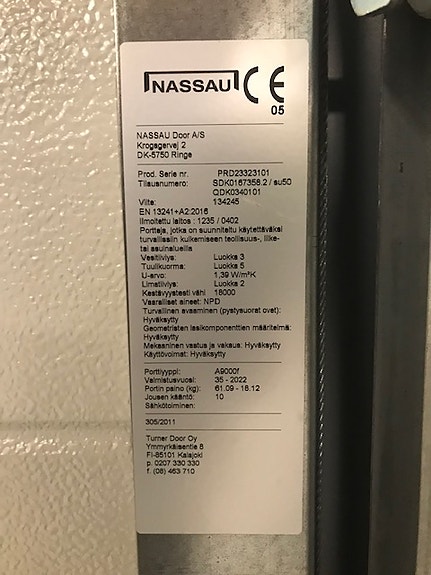 NASSAU CE
05
NASSAU Door A/S
Krogsgervej 2
DK-5750 Ringe
Prod. Serie nr. PRD23323101
Tilausnumero: SDK0167358.2 / su50
QDK0340101
Viite: 134245
EN 13241+A2:2016
Ilmoitettu laitos : 1235 / 0402
Porttaja, jotka on suunniteltu käytettäväksi
turvallisiin kulkemiseen teollisuus-, liike-
tai asuinalueilla
Vesitiiviys: Luokka 3
Tuulikuorma: Luokka 5
U-arvo: 1,39 W/m²K
Ilmatiiviys: Luokka 2
Kestävyystesti vähi 18000
Vaaralliset aineet: NPD
Turvallinen avaaminen (pystysuorat ovet):
Hyväksytty
Geometristen lasikomponenttien määritelmä:
Hyväksytty
Mekaaninen vastus ja vakaus: Hyväksytty
Käyttövoimat: Hyväksytty
Porttityyppi: A9000f
Valmistusvuosi: 35 - 2022
Portin paino (kg): 61.09 - 16.12
Jousen kääntö: 10
Sähkötoiminen:
305/2011
Turner Door Oy
Ymmyrkäisentie 8
FI-85101 Kalajoki
p. 0207 330 330
f. (08) 463 710